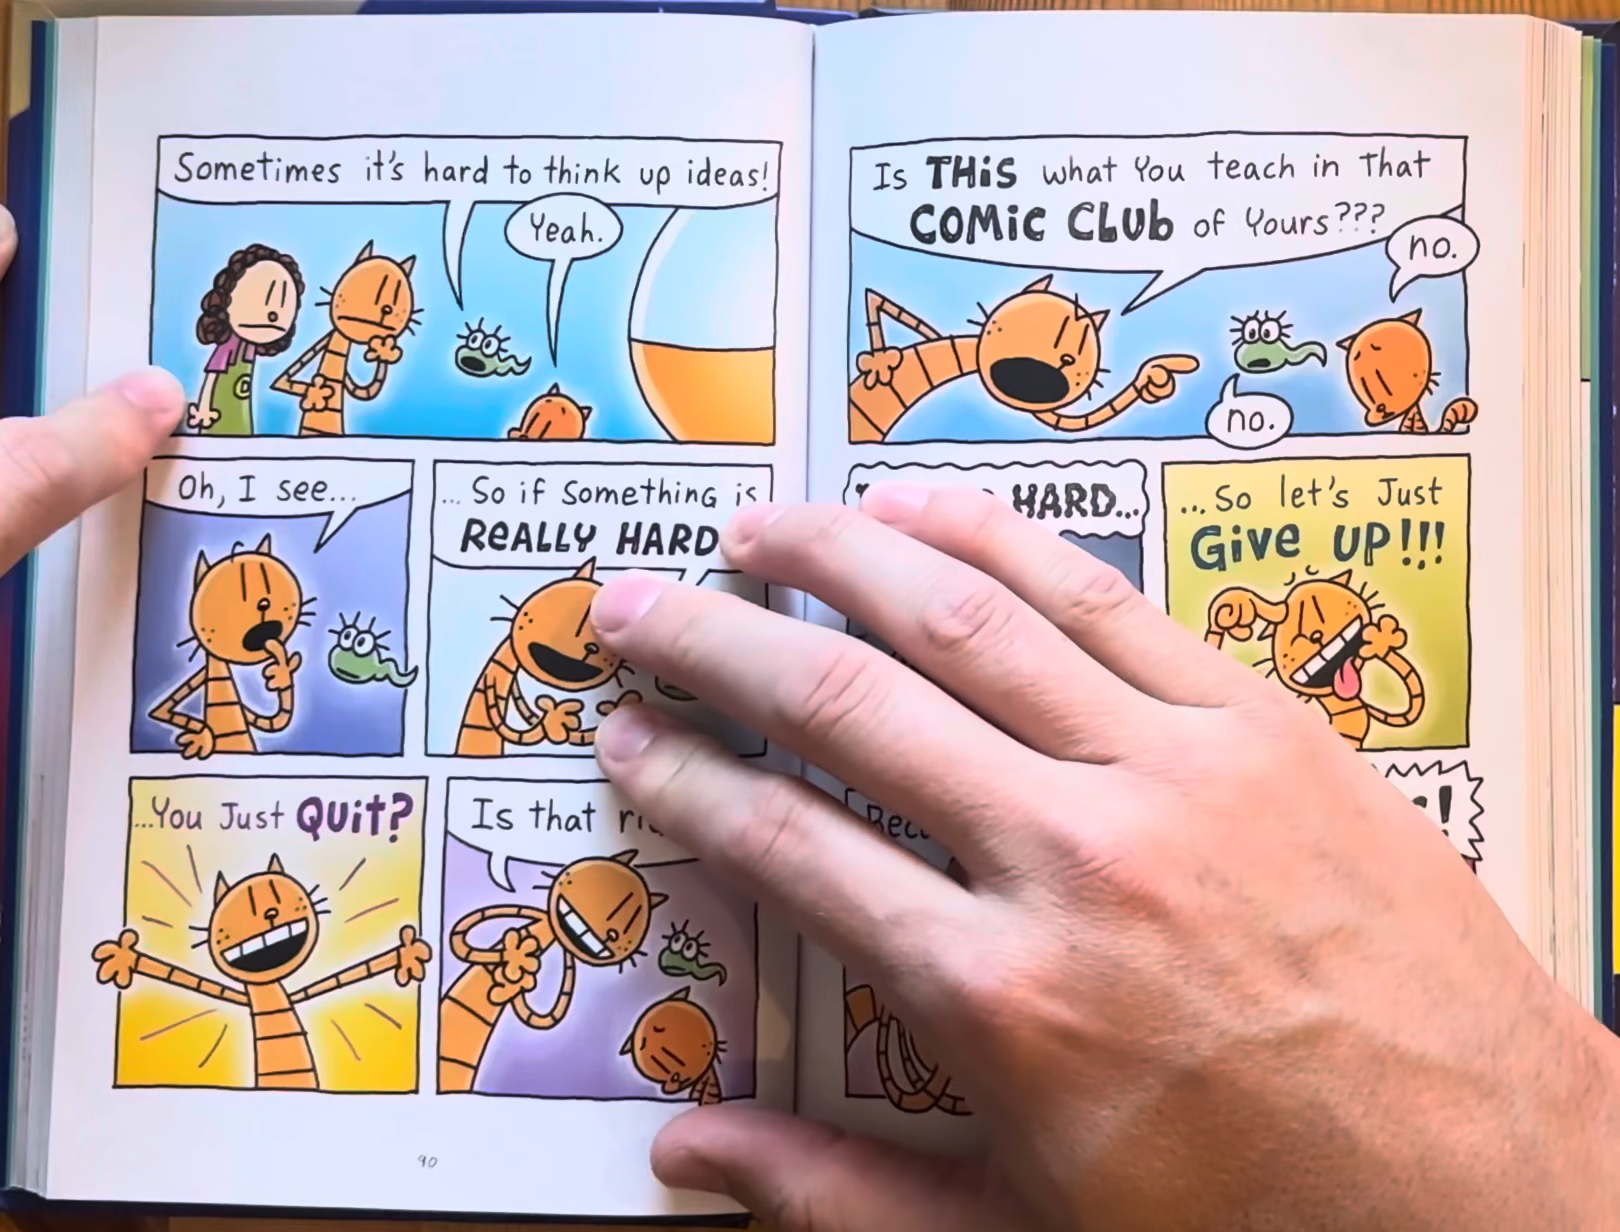 Sometimes it's hard to think up ideas!
Yeah.
Oh, I see...
... So if Something is
REALLY HARD
...You Just QUiT?
Is that
90
Is THiS what You teach in That
COMiC CLUb of Yours???
no.
no.
HARD...
...So let's Just
Give UP!!!